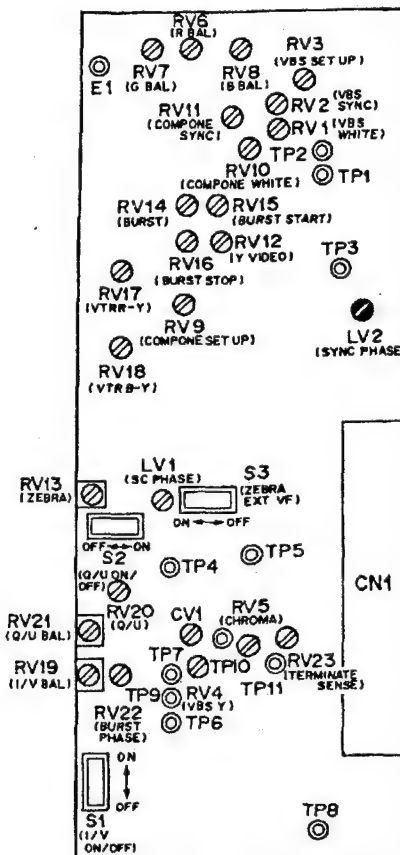 RV6
(R BAL)
RV7
(G BAL)
RV8
(B BAL)
RV3
(VBS SET UP)
E1
RV11
(COMPONE
SYNC)
RV2 (VBS
SYNC)
RV1 (VBS
WHITE)
TP2
RV10
(COMPONE WHITE)
TP1
RV14
(BURST)
RV15
(BURST START)
RV16
(BURST STOP)
RV12
(Y VIDEO)
TP3
RV17
(VTRR-Y)
RV9
(COMPONE SET UP)
LV2
(SYNC PHASE)
RV18
(VTRB-Y)
RV13
(ZEBRA)
LV1
(SC PHASE)
S3
(ZEBRA
EXT VF)
ON OFF
OFF ON
S2
(Q/U ON/
OFF)
TP4
TP5
CN1
RV20
(Q/U)
RV21
(Q/U BAL)
CV1
RV5
(CHROMA)
RV19
(I/V BAL)
TP7
TP10
TP11
RV23
(TERMINATE
SENSE)
TP9
RV4
(VBS Y)
RV22
(BURST
PHASE)
TP6
ON
OFF
S1
(I/V
ON/OFF)
TP8